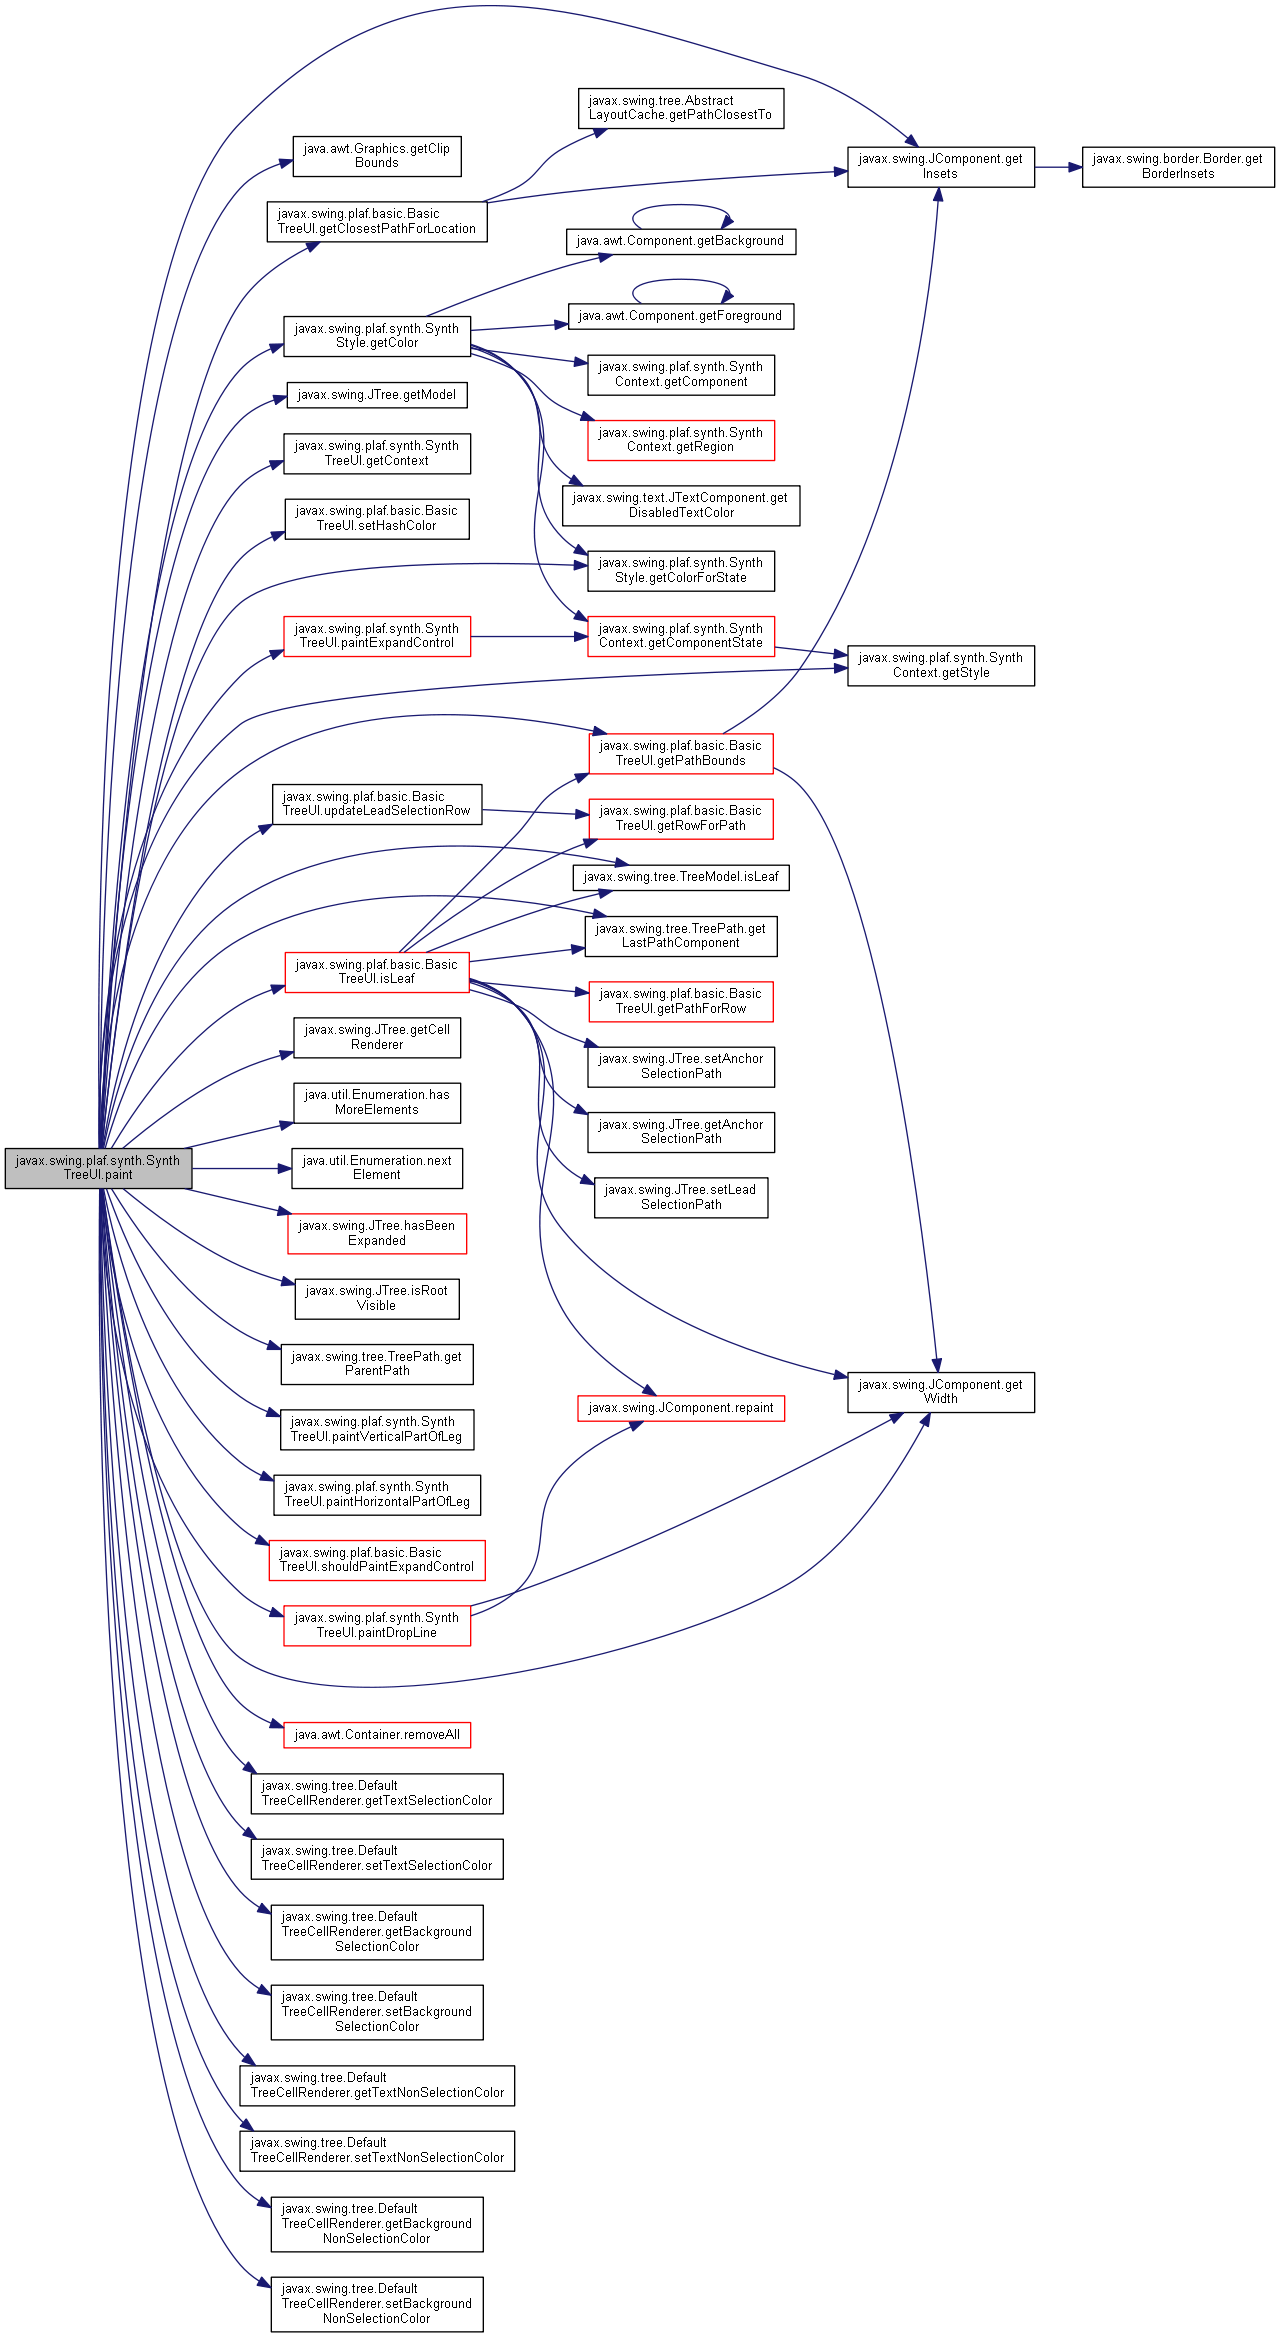 javax.swing.tree.Abstract
LayoutCache.getPathClosestTo
java.awt.Graphics.getClip
Bounds
javax.swing.JComponent.get
Insets
javax.swing.border.Border.get
BorderInsets
javax.swing.plaf.basic.Basic
TreeUI.getClosestPathForLocation
java.awt.Component.getBackground
java.awt.Component.getForeground
javax.swing.plaf.synth.Synth
Style.getColor
javax.swing.plaf.synth.Synth
Context.getComponent
javax.swing.JTree.getModel
javax.swing.plaf.synth.Synth
Context.getRegion
javax.swing.plaf.synth.Synth
TreeUI.getContext
javax.swing.text.JTextComponent.get
DisabledTextColor
javax.swing.plaf.basic.Basic
TreeUI.setHashColor
javax.swing.plaf.synth.Synth
Style.getColorForState
javax.swing.plaf.synth.Synth
TreeUI.paintExpandControl
javax.swing.plaf.synth.Synth
Context.getComponentState
javax.swing.plaf.synth.Synth
Context.getStyle
javax.swing.plaf.basic.Basic
TreeUI.getPathBounds
javax.swing.plaf.basic.Basic
TreeUI.updateLeadSelectionRow
javax.swing.plaf.basic.Basic
TreeUI.getRowForPath
javax.swing.tree.TreeModel.isLeaf
javax.swing.tree.TreePath.get
LastPathComponent
javax.swing.plaf.basic.Basic
TreeUI.isLeaf
javax.swing.plaf.basic.Basic
TreeUI.getPathForRow
javax.swing.JTree.getCell
Renderer
javax.swing.JTree.setAnchor
SelectionPath
java.util.Enumeration.has
MoreElements
javax.swing.JTree.getAnchor
SelectionPath
javax.swing.plaf.synth.Synth
TreeUI.paint
java.util.Enumeration.next
Element
javax.swing.JTree.setLead
SelectionPath
javax.swing.JTree.hasBeen
Expanded
javax.swing.JTree.isRoot
Visible
javax.swing.tree.TreePath.get
ParentPath
javax.swing.JComponent.get
Width
javax.swing.JComponent.repaint
javax.swing.plaf.synth.Synth
TreeUI.paintVerticalPartOfLeg
javax.swing.plaf.synth.Synth
TreeUI.paintHorizontalPartOfLeg
javax.swing.plaf.basic.Basic
TreeUI.shouldPaintExpandControl
javax.swing.plaf.synth.Synth
TreeUI.paintDropLine
java.awt.Container.removeAll
javax.swing.tree.Default
TreeCellRenderer.getTextSelectionColor
javax.swing.tree.Default
TreeCellRenderer.setTextSelectionColor
javax.swing.tree.Default
TreeCellRenderer.getBackground
SelectionColor
javax.swing.tree.Default
TreeCellRenderer.setBackground
SelectionColor
javax.swing.tree.Default
TreeCellRenderer.getTextNonSelectionColor
javax.swing.tree.Default
TreeCellRenderer.setTextNonSelectionColor
javax.swing.tree.Default
TreeCellRenderer.getBackground
NonSelectionColor
javax.swing.tree.Default
TreeCellRenderer.setBackground
NonSelectionColor